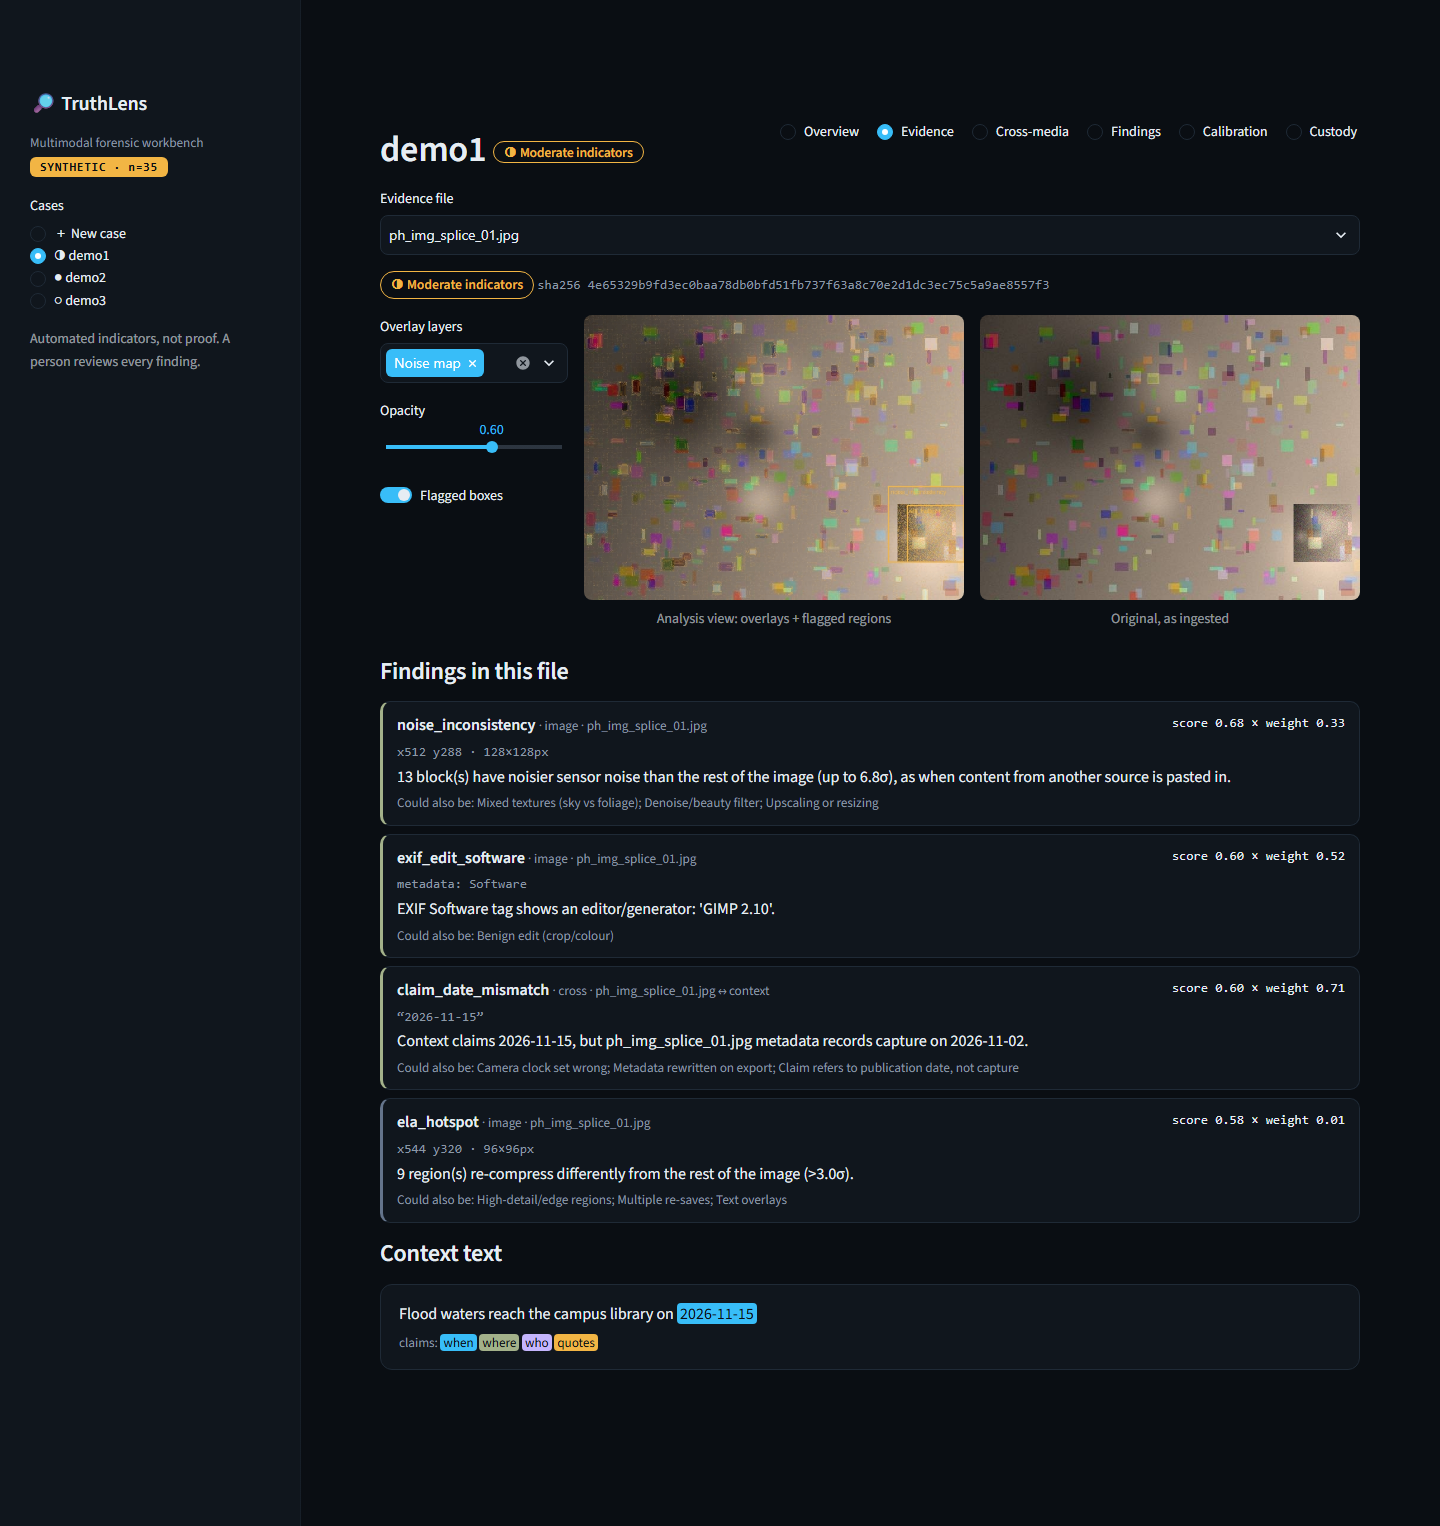 TruthLens
Multimodal forensic workbench
SYNTHETIC · n=35
Cases
+ New case
demo1
demo2
demo3
Automated indicators, not proof. A
person reviews every finding.
Overview Evidence Cross-media Findings Calibration Custody
demo1 Moderate indicators
Evidence file
ph_img_splice_01.jpg
Moderate indicators sha256 4e65329b9fd3ec0baa78db0bfd51fb737f63a8c70e2d1dc3ec75c5a9ae8557f3
Overlay layers
Noise map ×
Opacity
0.60
Flagged boxes
Analysis view: overlays + flagged regions
Original, as ingested
Findings in this file
noise_inconsistency · image · ph_img_splice_01.jpg score 0.68 × weight 0.33
x512 y288 · 128×128px
13 block(s) have noisier sensor noise than the rest of the image (up to 6.8σ), as when content from another source is pasted in.
Could also be: Mixed textures (sky vs foliage); Denoise/beauty filter; Upscaling or resizing
exif_edit_software · image · ph_img_splice_01.jpg score 0.60 × weight 0.52
metadata: Software
EXIF Software tag shows an editor/generator: 'GIMP 2.10'.
Could also be: Benign edit (crop/colour)
claim_date_mismatch · cross · ph_img_splice_01.jpg ↔ context score 0.60 × weight 0.71
“2026-11-15”
Context claims 2026-11-15, but ph_img_splice_01.jpg metadata records capture on 2026-11-02.
Could also be: Camera clock set wrong; Metadata rewritten on export; Claim refers to publication date, not capture
ela_hotspot · image · ph_img_splice_01.jpg score 0.58 × weight 0.01
x544 y320 · 96×96px
9 region(s) re-compress differently from the rest of the image (>3.0σ).
Could also be: High-detail/edge regions; Multiple re-saves; Text overlays
Context text
Flood waters reach the campus library on 2026-11-15
claims: when where who quotes